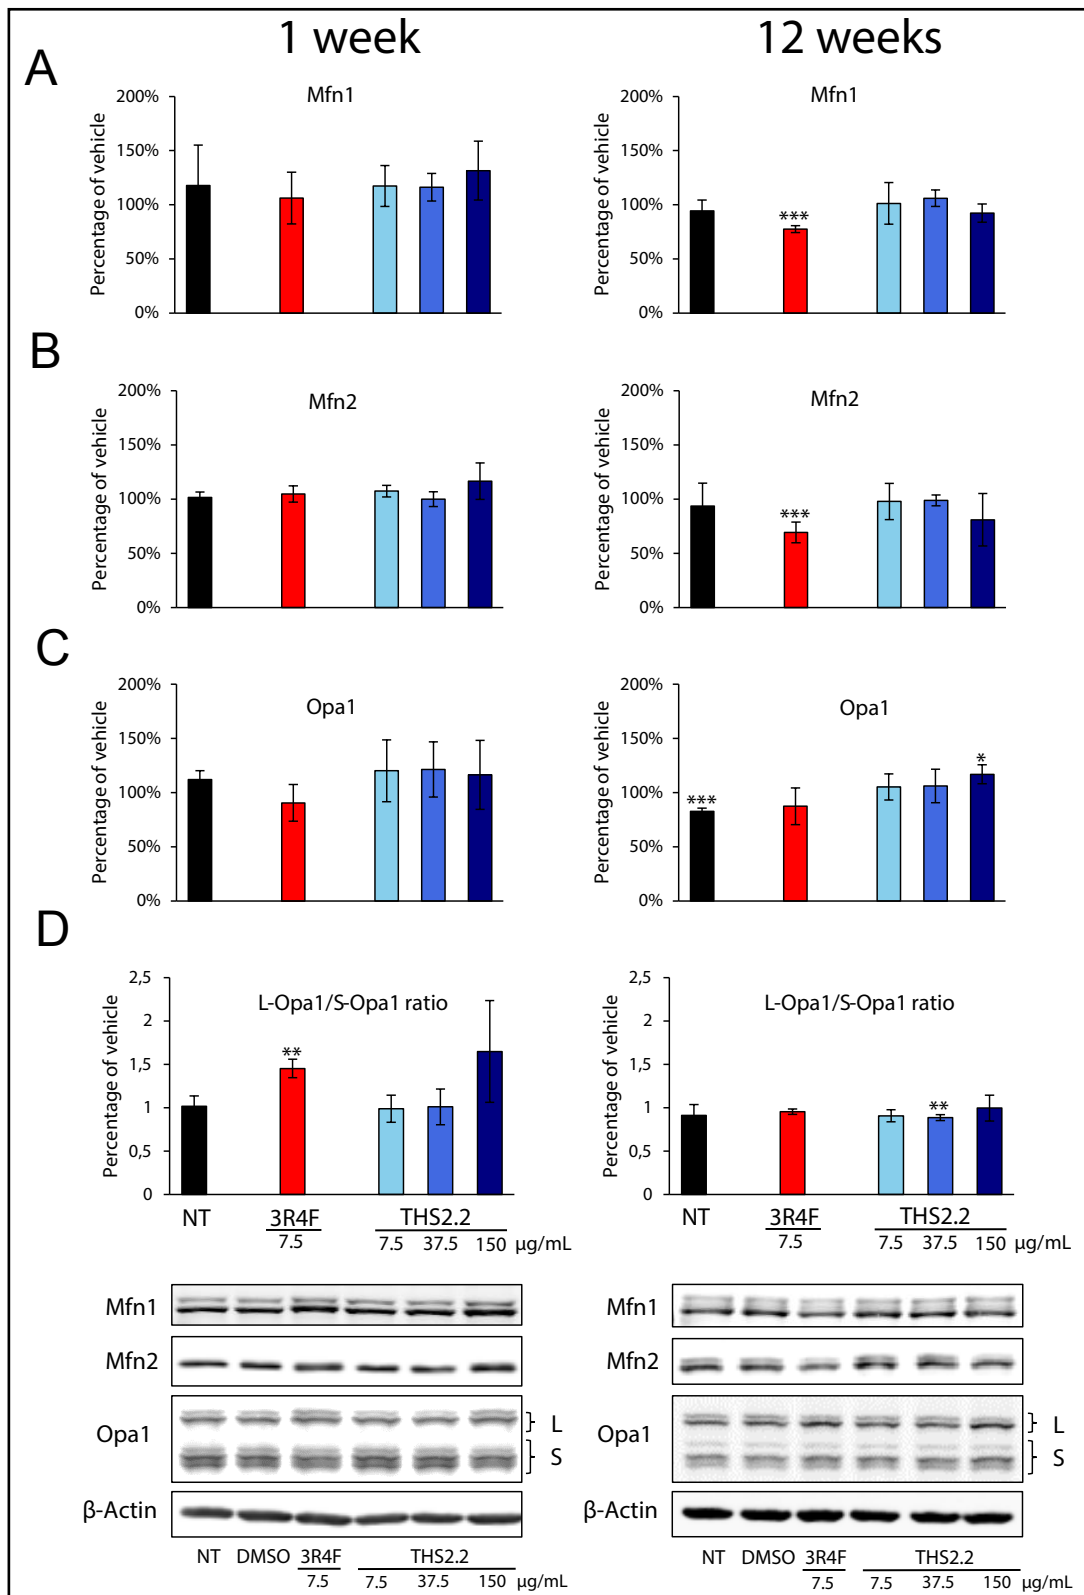 1 week
12 weeks
A
Mfn1
Percentage of vehicle
200%
150%
100%
50%
0%
Mfn1
Percentage of vehicle
200%
150%
***
100%
50%
0%
B
Mfn2
Percentage of vehicle
200%
150%
100%
50%
0%
Mfn2
Percentage of vehicle
200%
150%
***
100%
50%
0%
C
Opa1
Percentage of vehicle
200%
150%
100%
50%
0%
Opa1
Percentage of vehicle
200%
150%
*
***
100%
50%
0%
D
L-Opa1/S-Opa1 ratio
Percentage of vehicle
2,5
2
1,5
**
1
0,5
0
NT 3R4F THS2.2
7.5 7.5 37.5 150 µg/mL
L-Opa1/S-Opa1 ratio
Percentage of vehicle
2,5
2
1,5
**
1
0,5
0
NT 3R4F THS2.2
7.5 7.5 37.5 150 µg/mL
Mfn1
Mfn2
Opa1
L
S
β-Actin
NT DMSO 3R4F THS2.2
7.5 7.5 37.5 150 µg/mL
Mfn1
Mfn2
Opa1
L
S
β-Actin
NT DMSO 3R4F THS2.2
7.5 7.5 37.5 150 µg/mL